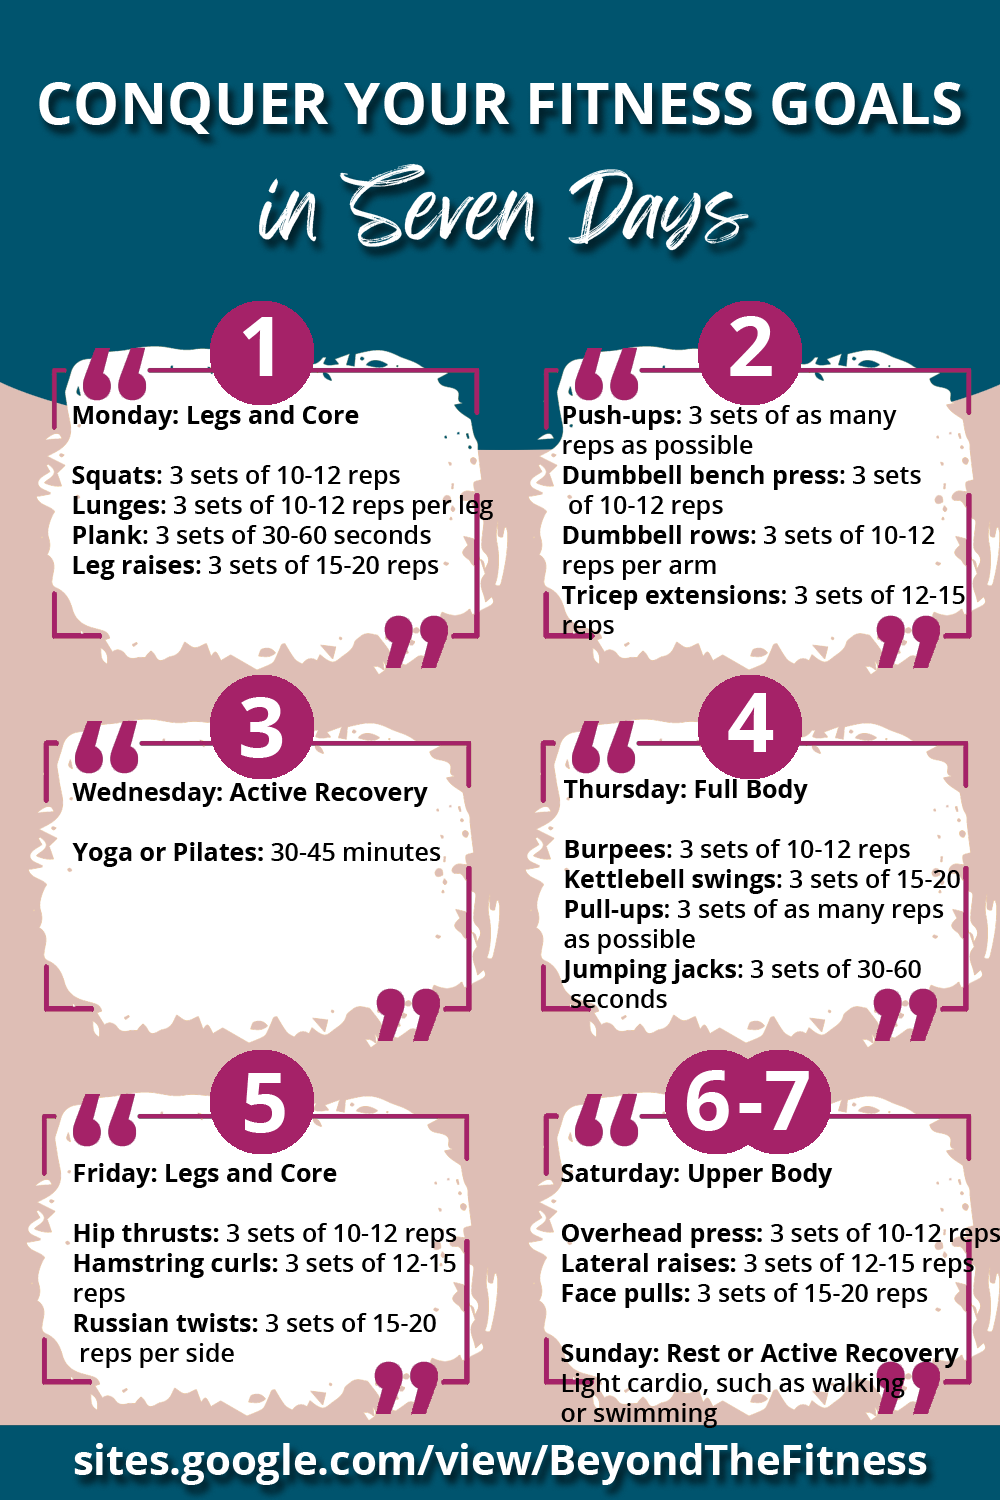 CONQUER YOUR FITNESS GOALS
in Seven Days
1
Monday: Legs and Core
Squats: 3 sets of 10-12 reps
Lunges: 3 sets of 10-12 reps per leg
Plank: 3 sets of 30-60 seconds
Leg raises: 3 sets of 15-20 reps
2
Push-ups: 3 sets of as many
reps as possible
Dumbbell bench press: 3 sets
of 10-12 reps
Dumbbell rows: 3 sets of 10-12
reps per arm
Tricep extensions: 3 sets of 12-15
reps
3
Wednesday: Active Recovery
Yoga or Pilates: 30-45 minutes
4
Thursday: Full Body
Burpees: 3 sets of 10-12 reps
Kettlebell swings: 3 sets of 15-20
Pull-ups: 3 sets of as many reps
as possible
Jumping jacks: 3 sets of 30-60
seconds
5
Friday: Legs and Core
Hip thrusts: 3 sets of 10-12 reps
Hamstring curls: 3 sets of 12-15
reps
Russian twists: 3 sets of 15-20
reps per side
6-7
Saturday: Upper Body
Overhead press: 3 sets of 10-12 reps
Lateral raises: 3 sets of 12-15 reps
Face pulls: 3 sets of 15-20 reps
Sunday: Rest or Active Recovery
Light cardio, such as walking
or swimming
sites.google.com/view/BeyondTheFitness